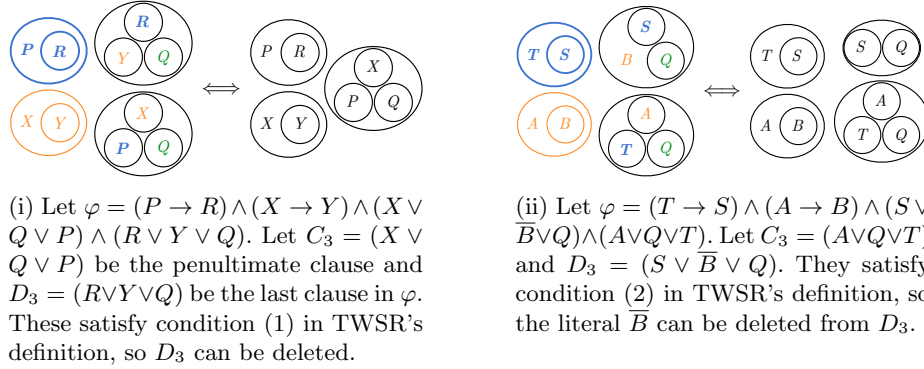 P R R Y Q ⟺ P R X P Q
X Y X P Q X Y
T S S B Q ⟺ T S S Q
A B A T Q A B A T Q
(i) Let φ = (P → R) ∧ (X → Y) ∧ (X ∨
Q ∨ P) ∧ (R ∨ Y ∨ Q). Let C₃ = (X ∨
Q ∨ P) be the penultimate clause and
D₃ = (R∨Y∨Q) be the last clause in φ.
These satisfy condition (1) in TWSR's
definition, so D₃ can be deleted.
(ii) Let φ = (T → S) ∧ (A → B) ∧ (S ∨
B̅∨Q)∧(A∨Q∨T). Let C₃ = (A∨Q∨T)
and D₃ = (S ∨ B̅ ∨ Q). They satisfy
condition (2) in TWSR's definition, so
the literal B̅ can be deleted from D₃.